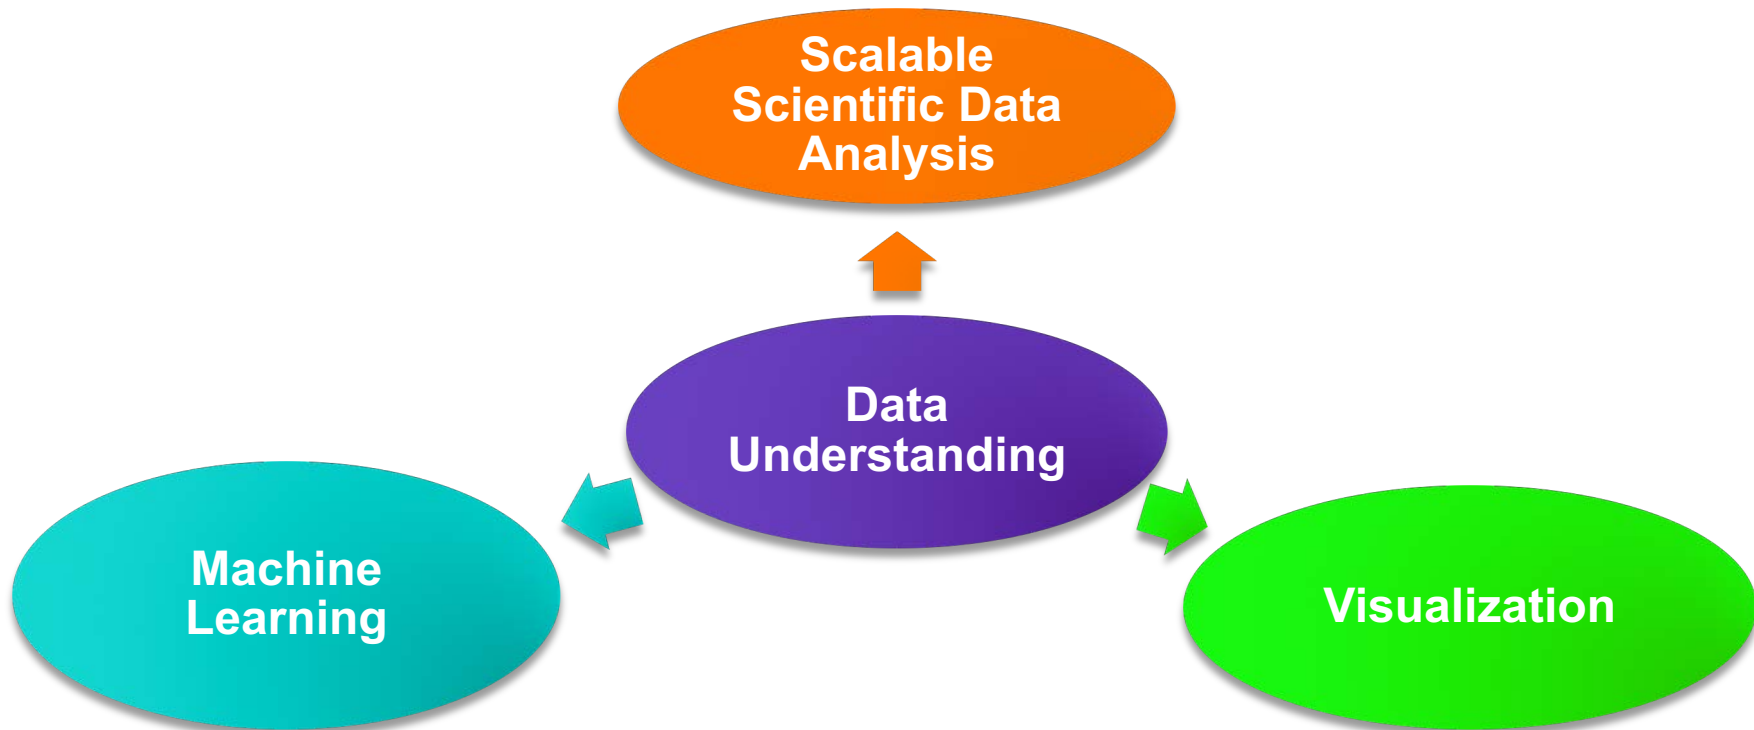 Scalable
Scientific Data
Analysis
Data
Understanding
Machine
Learning
Visualization